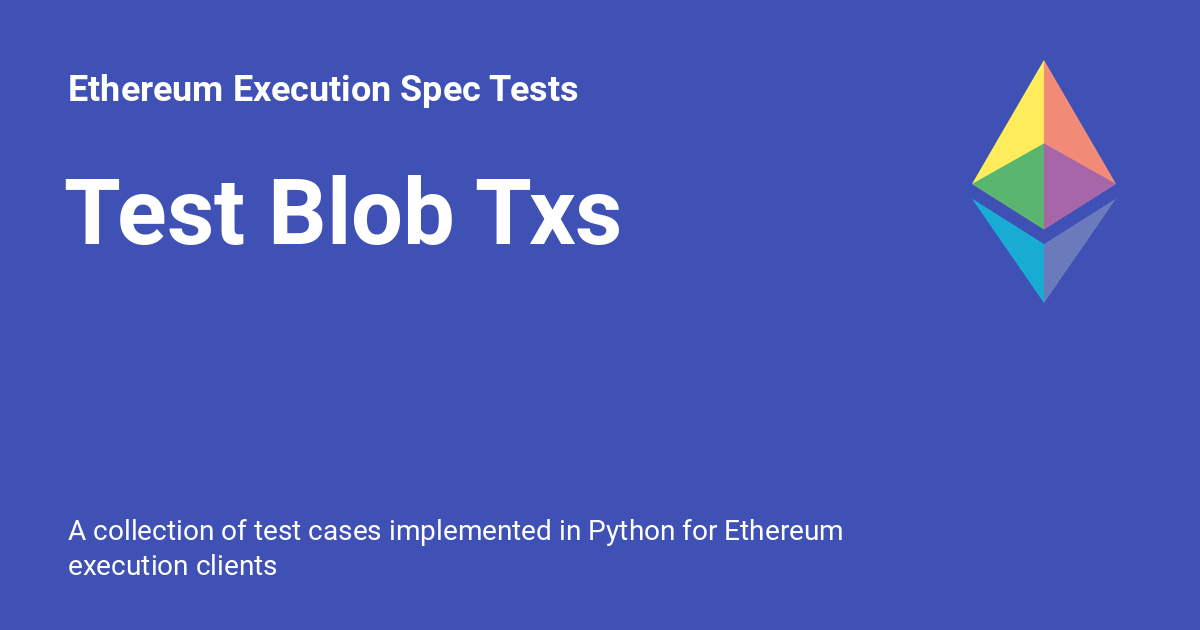 Ethereum Execution Spec Tests
Test Blob Txs
A collection of test cases implemented in Python for Ethereum
execution clients